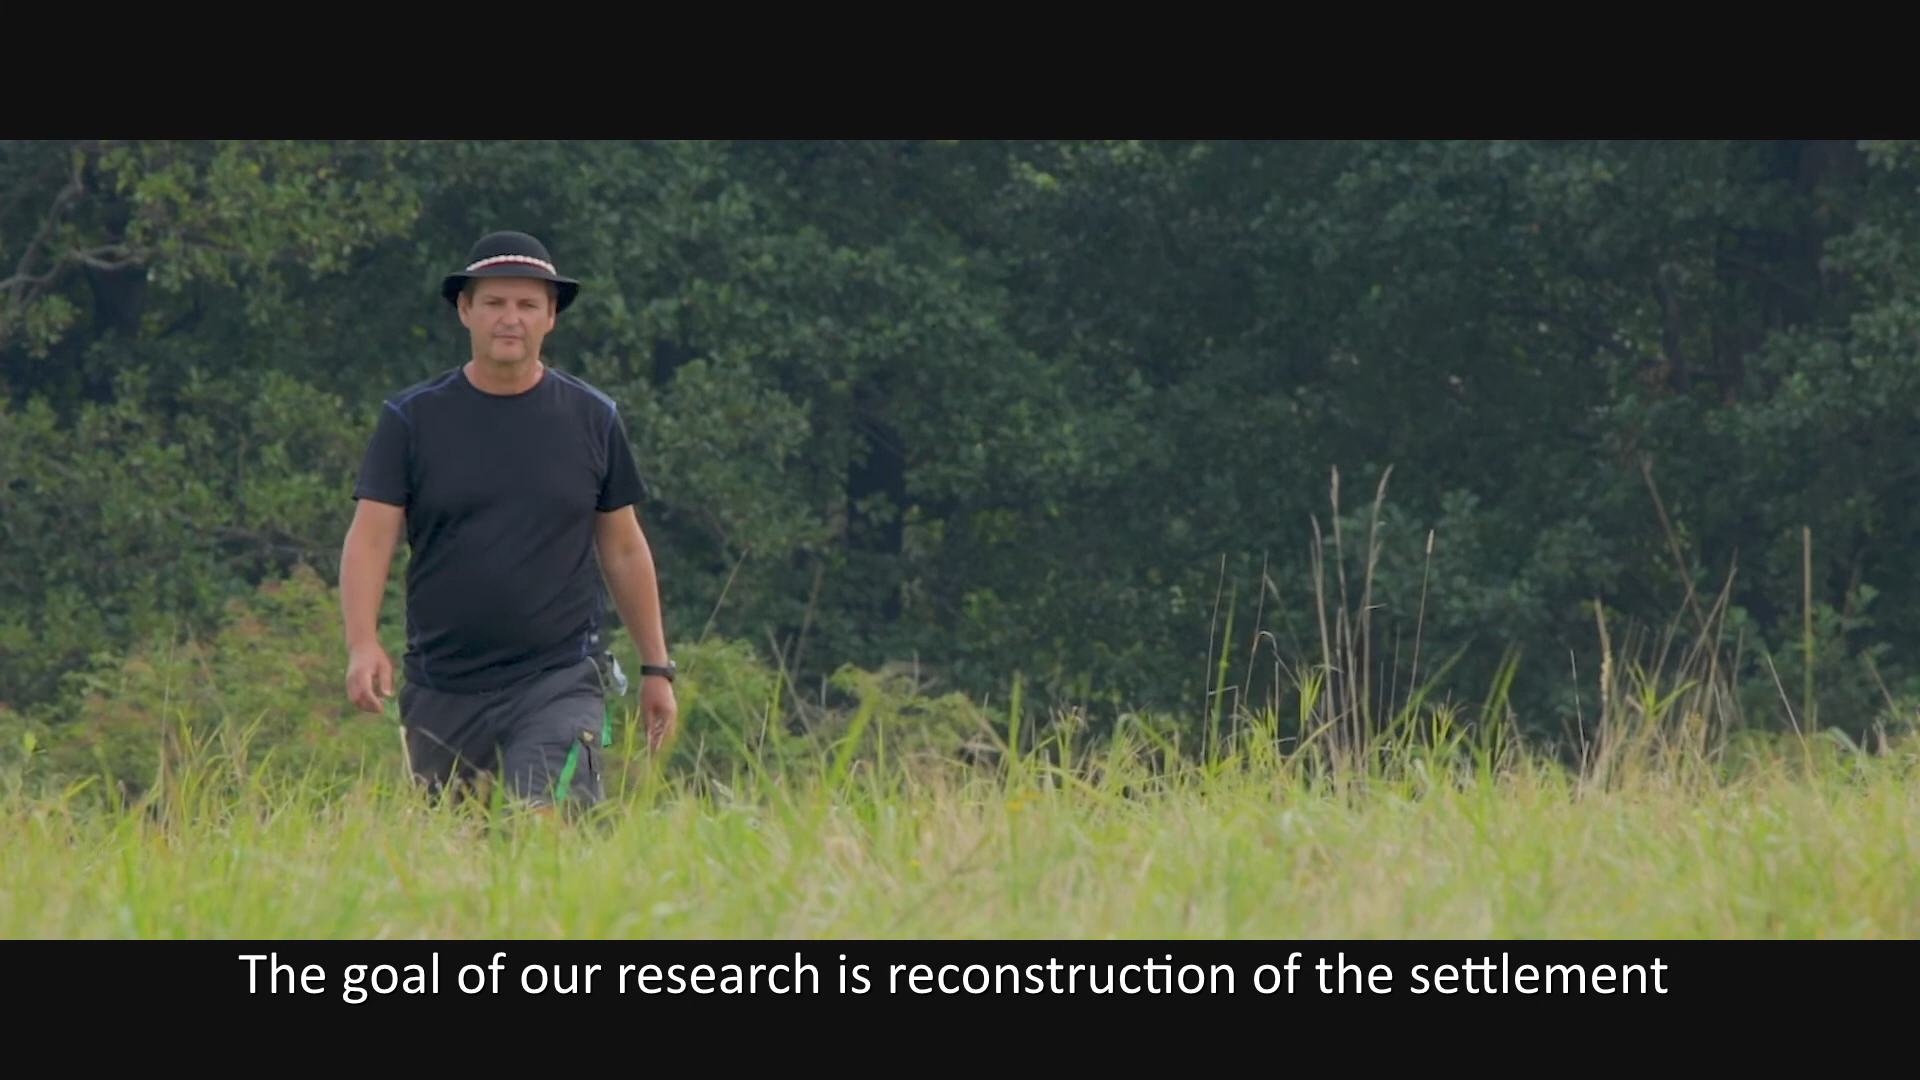 The goal of our research is reconstruction of the settlement